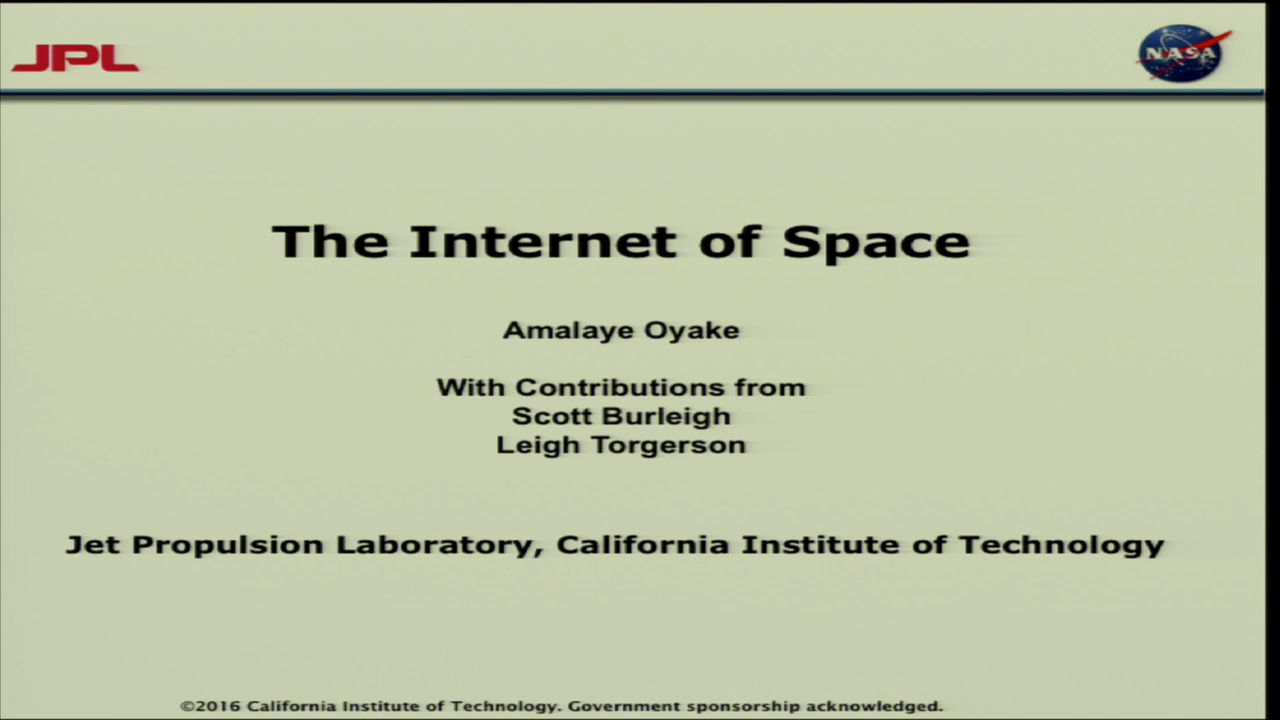 JPL
NASA
The Internet of Space
Amalaye Oyake
With Contributions from
Scott Burleigh
Leigh Torgerson
Jet Propulsion Laboratory, California Institute of Technology
©2016 California Institute of Technology. Government sponsorship acknowledged.